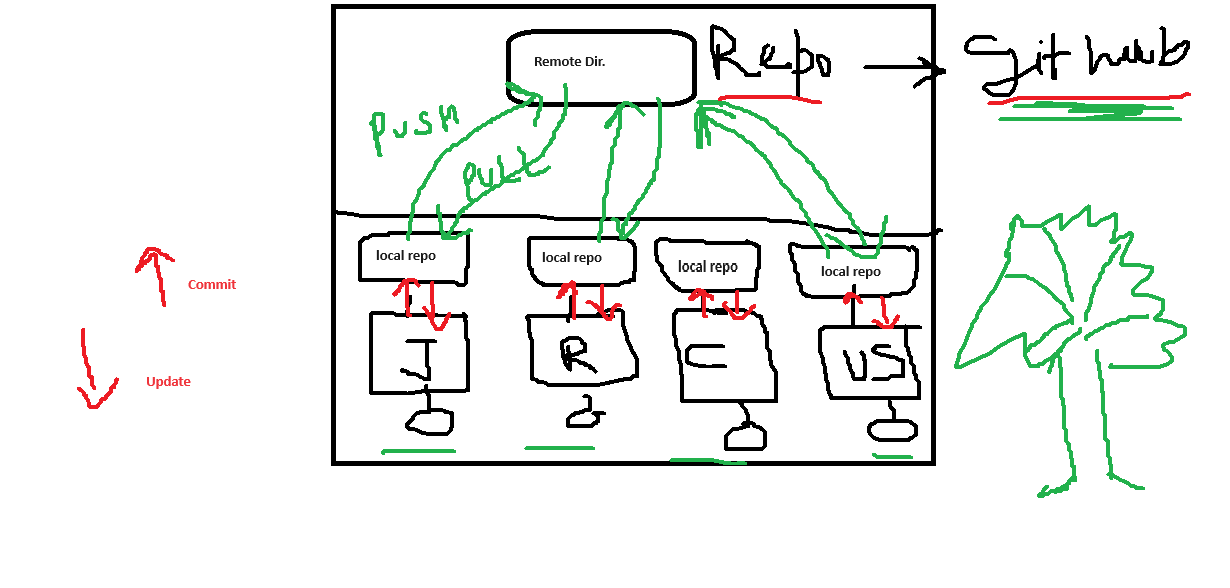 Remote Dir.
Repo
Git hub
PUSH
PULL
local repo
local repo
local repo
local repo
Commit
Update
J
R
C
US